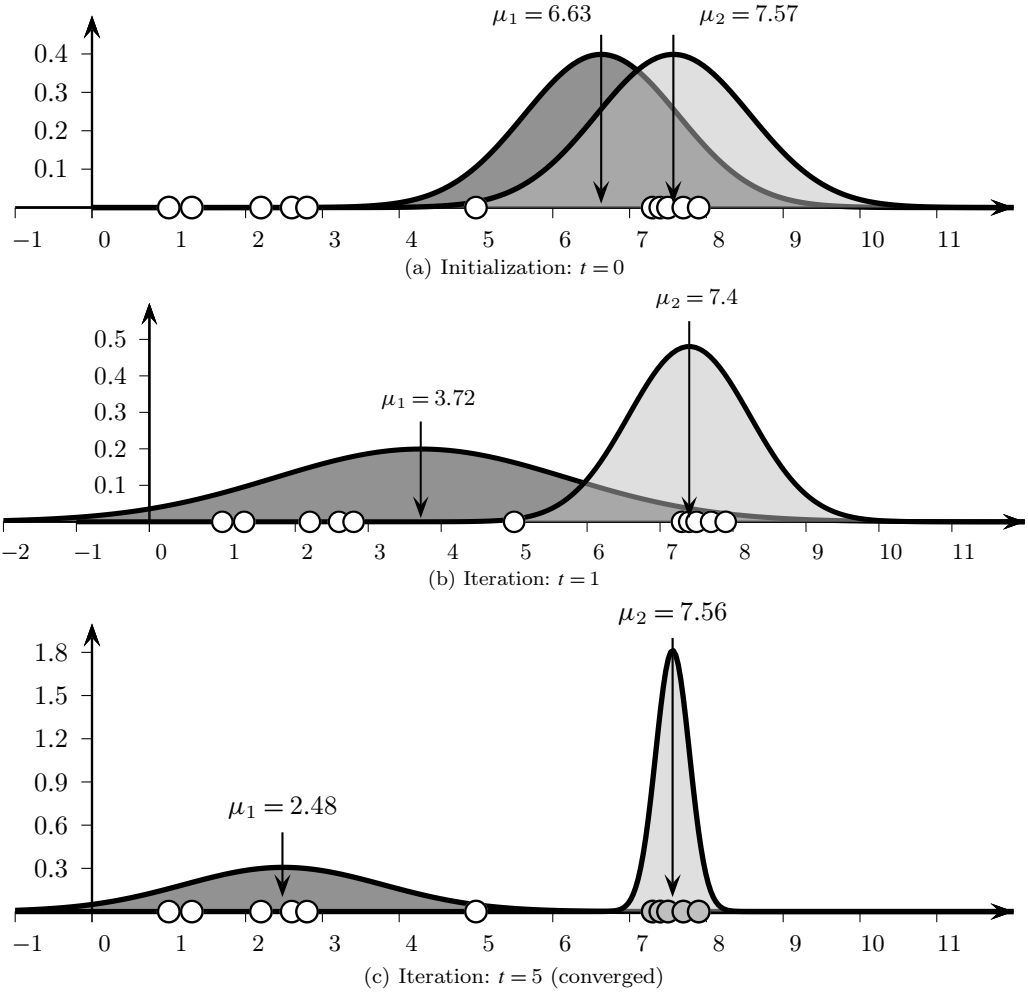 μ₁ = 6.63 μ₂ = 7.57
0.4
0.3
0.2
0.1
−1 0 1 2 3 4 5 6 7 8 9 10 11
(a) Initialization: t = 0
μ₂ = 7.4
0.5
0.4
μ₁ = 3.72
0.3
0.2
0.1
−2 −1 0 1 2 3 4 5 6 7 8 9 10 11
(b) Iteration: t = 1
μ₂ = 7.56
1.8
1.5
1.2
0.9
μ₁ = 2.48
0.6
0.3
−1 0 1 2 3 4 5 6 7 8 9 10 11
(c) Iteration: t = 5 (converged)